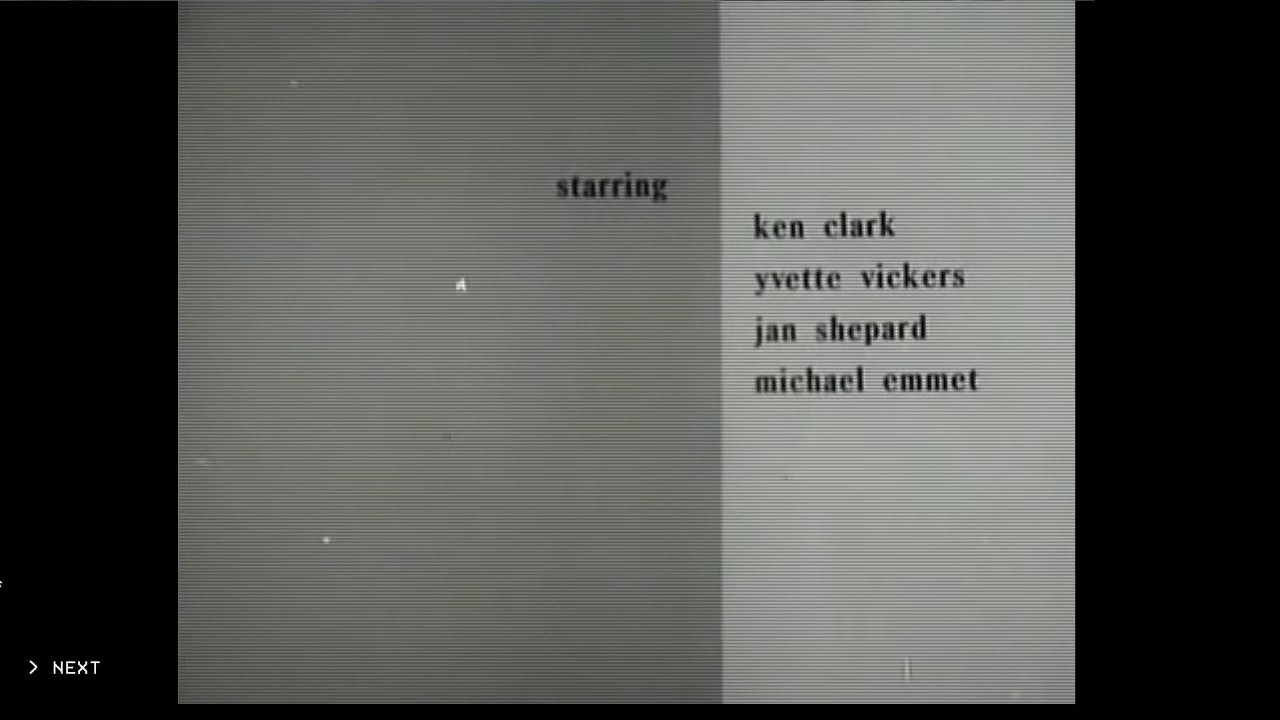 starring
ken clark
yvette vickers
jan shepard
michael emmet
> NEXT